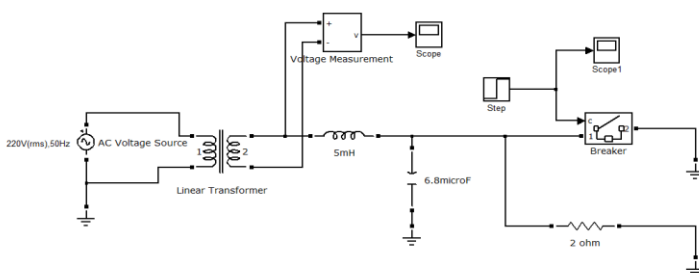 +
-
v
Voltage Measurement
Scope
Scope1
Step
220V(rms),50Hz
AC Voltage Source
1
2
Linear Transformer
5mH
c
1
2
Breaker
6.8microF
2 ohm